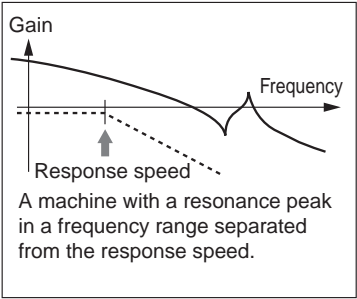 Gain
Frequency
Response speed
A machine with a resonance peak
in a frequency range separated
from the response speed.